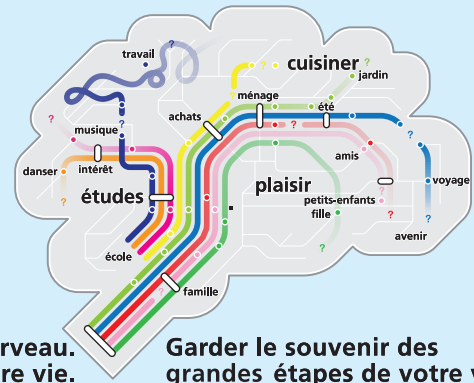 travail
?
cuisiner
?
?
jardin
?
ménage
achats
été
?
musique
?
?
?
amis
danser
intérêt
?
études
plaisir
petits-enfants
?
voyage
?
fille
?
?
avenir
école
?
famille
?
rveau.
re vie.
Garder le souvenir des
grandes étapes de votre